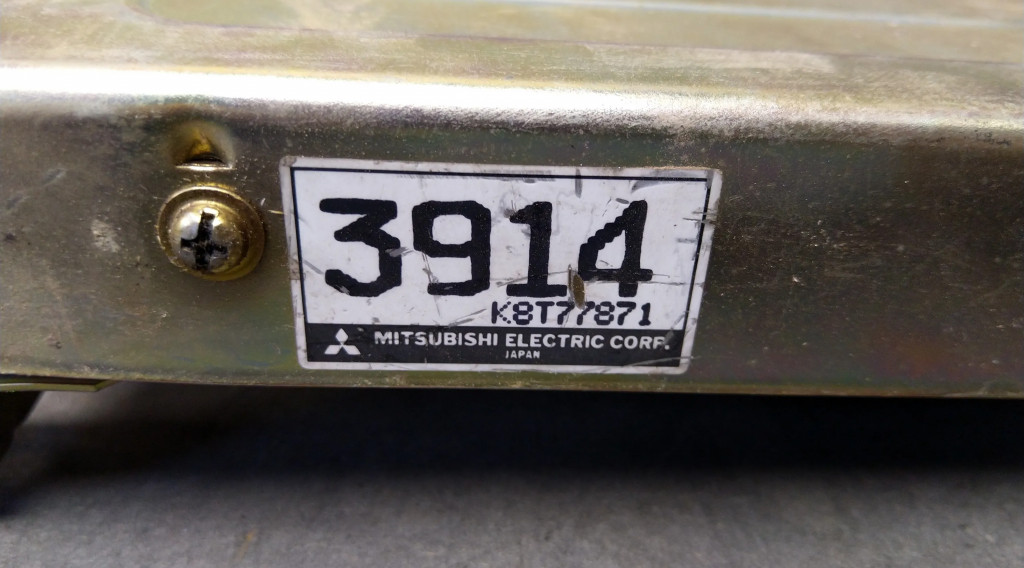 3914
K8T77871
MITSUBISHI ELECTRIC CORP.
JAPAN